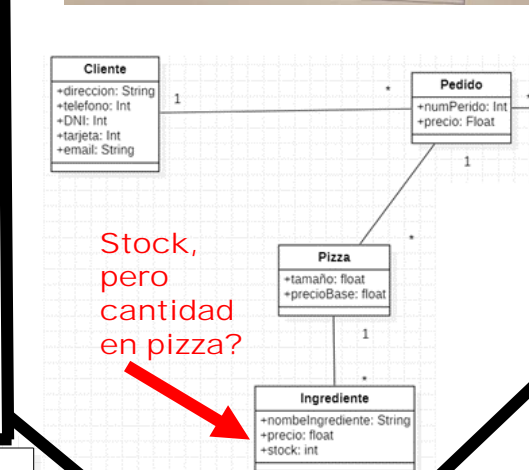 Cliente
+direccion: String
+telefono: Int
+DNI: Int
+tarjeta: Int
+email: String
1
*
Pedido
+numPerido: Int
+precio: Float
*
1
*
Stock,
pero
cantidad
en pizza?
Pizza
+tamaño: float
+precioBase: float
1
*
Ingrediente
+nombeIngrediente: String
+precio: float
+stock: int